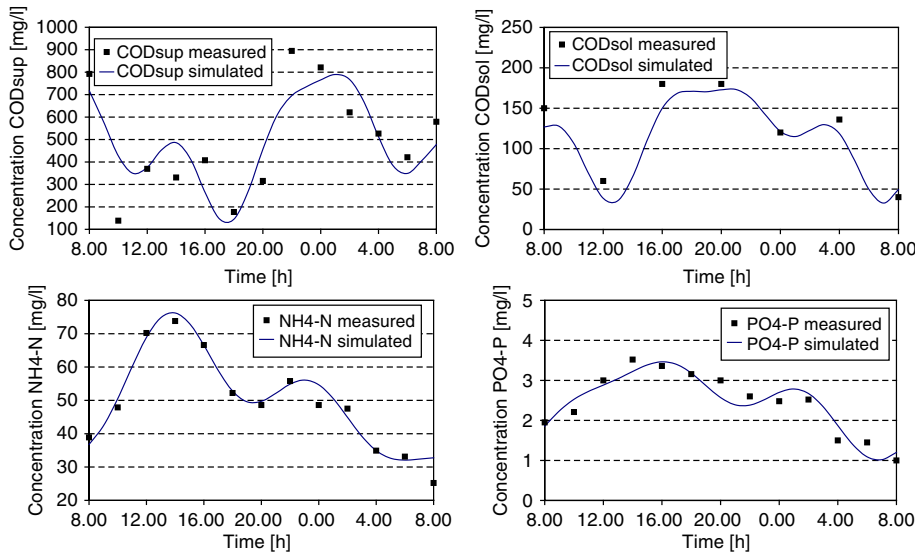 Concentration CODsup [mg/l]
1000
900
800
700
600
500
400
300
200
100
CODsup measured
CODsup simulated
8.00 12.00 16.00 20.00 0.00 4.00 8.00
Time [h]
Concentration CODsol [mg/l]
250
200
150
100
50
0
CODsol measured
CODsol simulated
8.00 12.00 16.00 20.00 0.00 4.00 8.00
Time [h]
Concentration NH4-N [mg/l]
80
70
60
50
40
30
20
NH4-N measured
NH4-N simulated
8.00 12.00 16.00 20.00 0.00 4.00 8.00
Time [h]
Concentration PO4-P [mg/l]
5
4
3
2
1
0
PO4-P measured
PO4-P simulated
8.00 12.00 16.00 20.00 0.00 4.00 8.00
Time [h]